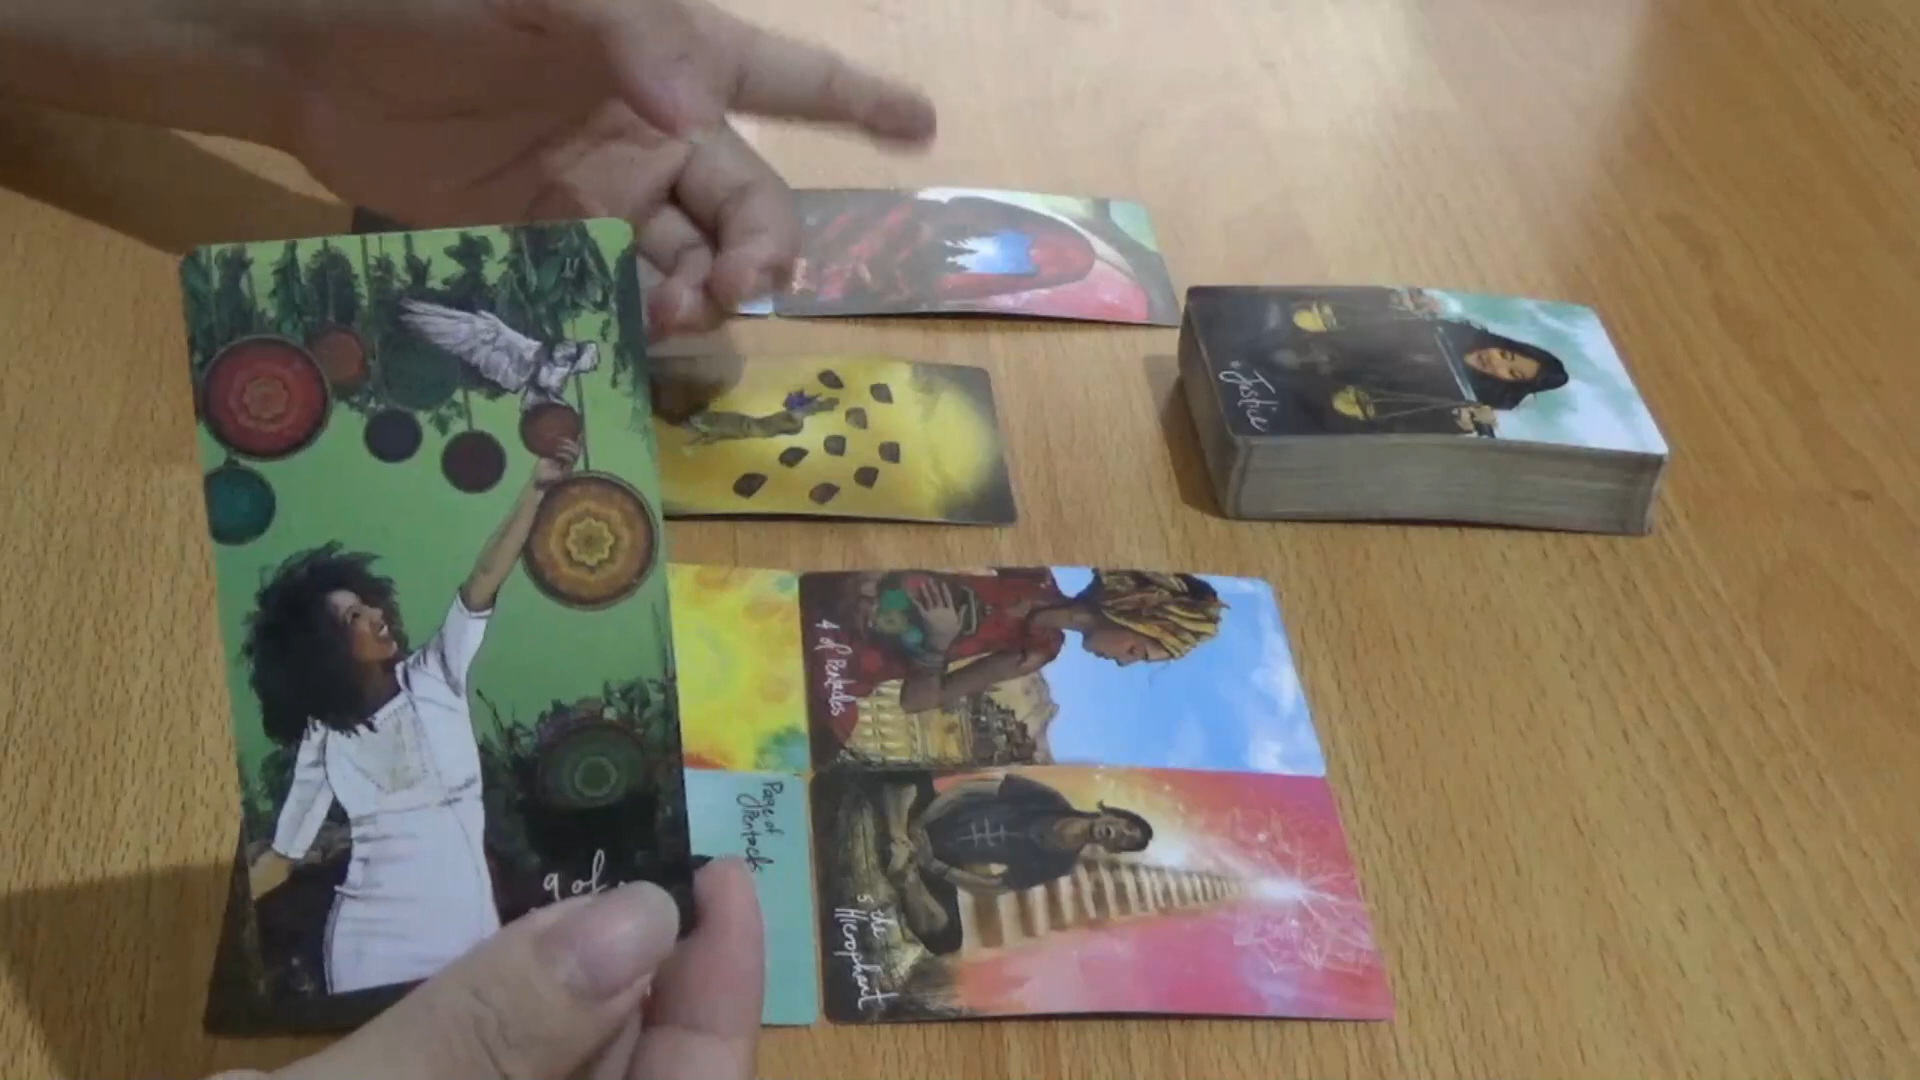 Justice
4 of Pentacles
Page of
Pentacles
5 the
Hierophant
9 of